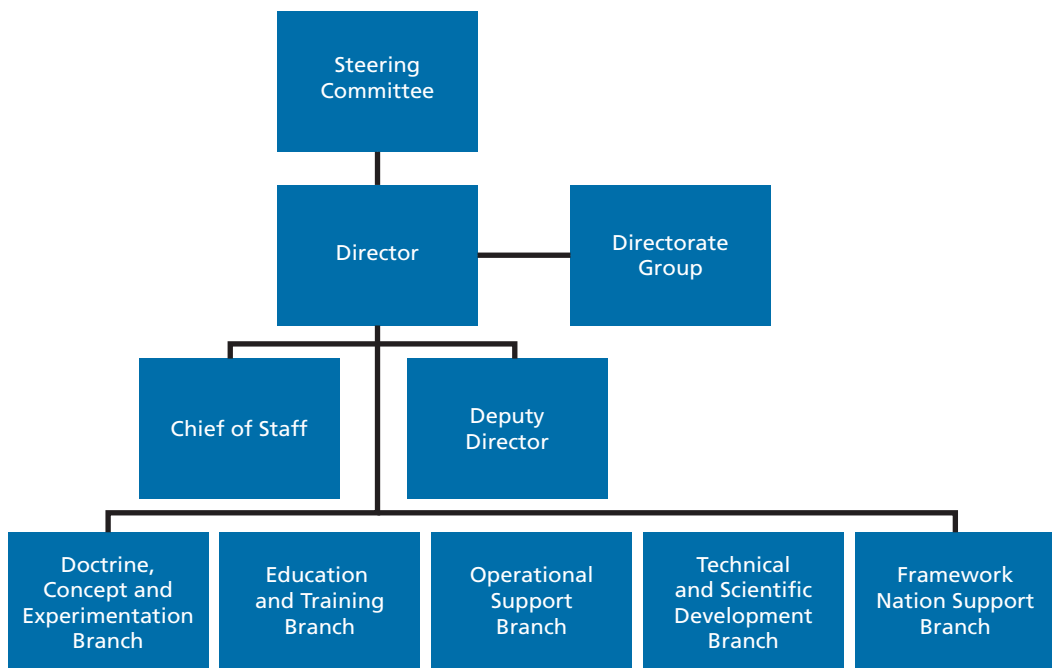 Steering
Committee
Director
Directorate
Group
Chief of Staff
Deputy
Director
Doctrine,
Concept and
Experimentation
Branch
Education
and Training
Branch
Operational
Support
Branch
Technical
and Scientific
Development
Branch
Framework
Nation Support
Branch